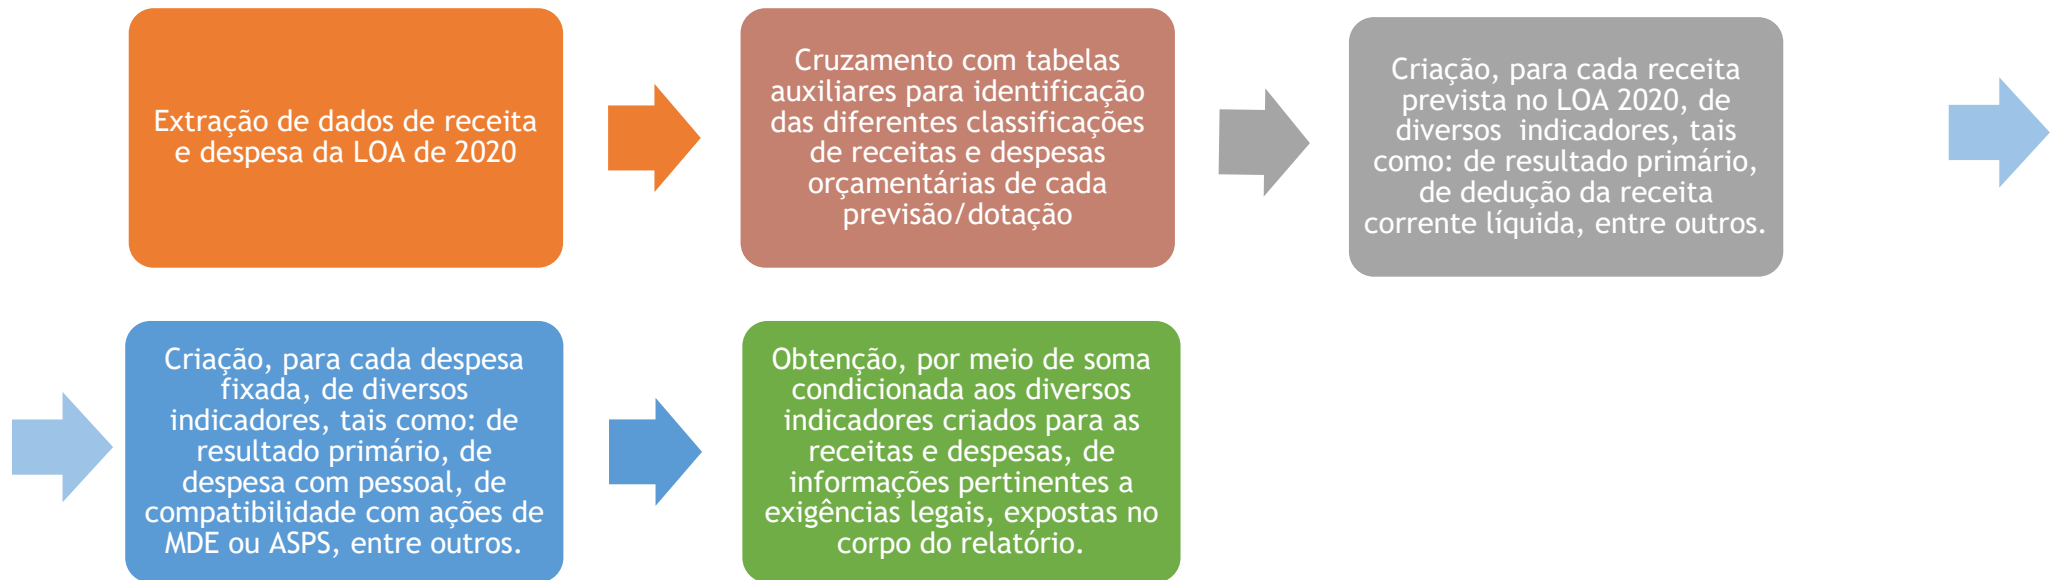 Extração de dados de receita
e despesa da LOA de 2020
Cruzamento com tabelas
auxiliares para identificação
das diferentes classificações
de receitas e despesas
orçamentárias de cada
previsão/dotação
Criação, para cada receita
prevista no LOA 2020, de
diversos indicadores, tais
como: de resultado primário,
de dedução da receita
corrente líquida, entre outros.
Criação, para cada despesa
fixada, de diversos
indicadores, tais como: de
resultado primário, de
despesa com pessoal, de
compatibilidade com ações de
MDE ou ASPS, entre outros.
Obtenção, por meio de soma
condicionada aos diversos
indicadores criados para as
receitas e despesas, de
informações pertinentes a
exigências legais, expostas no
corpo do relatório.